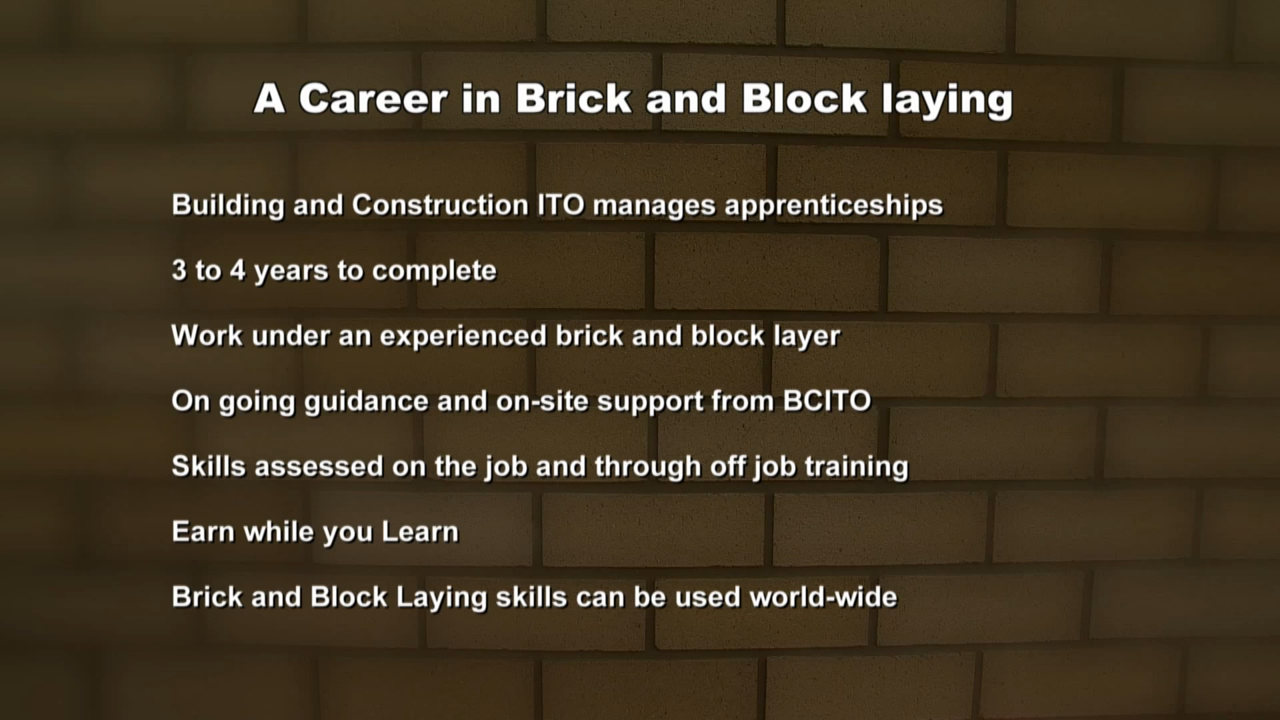 A Career in Brick and Block laying
Building and Construction ITO manages apprenticeships
3 to 4 years to complete
Work under an experienced brick and block layer
On going guidance and on-site support from BCITO
Skills assessed on the job and through off job training
Earn while you Learn
Brick and Block Laying skills can be used world-wide